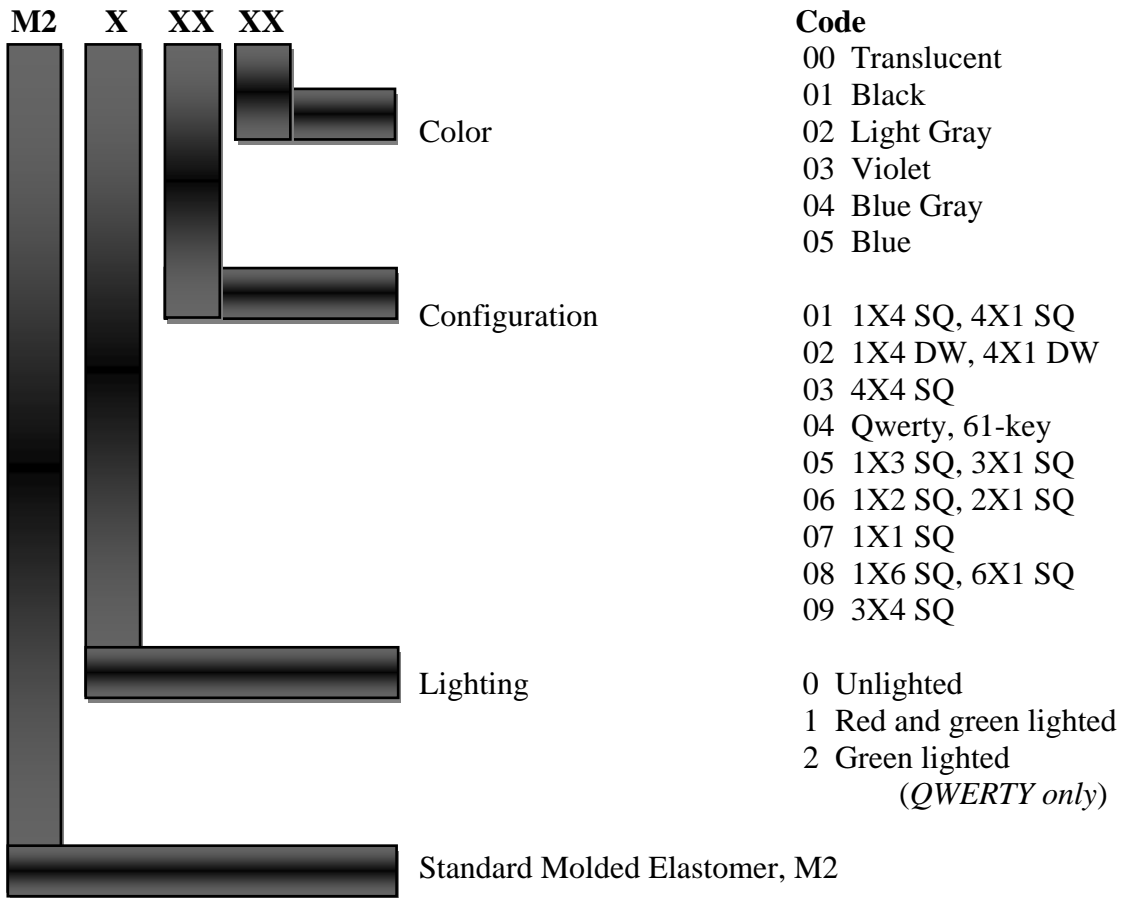 M2 X XX XX Code
00 Translucent
01 Black
Color 02 Light Gray
03 Violet
04 Blue Gray
05 Blue
Configuration 01 1X4 SQ, 4X1 SQ
02 1X4 DW, 4X1 DW
03 4X4 SQ
04 Qwerty, 61-key
05 1X3 SQ, 3X1 SQ
06 1X2 SQ, 2X1 SQ
07 1X1 SQ
08 1X6 SQ, 6X1 SQ
09 3X4 SQ
Lighting 0 Unlighted
1 Red and green lighted
2 Green lighted
(QWERTY only)
Standard Molded Elastomer, M2